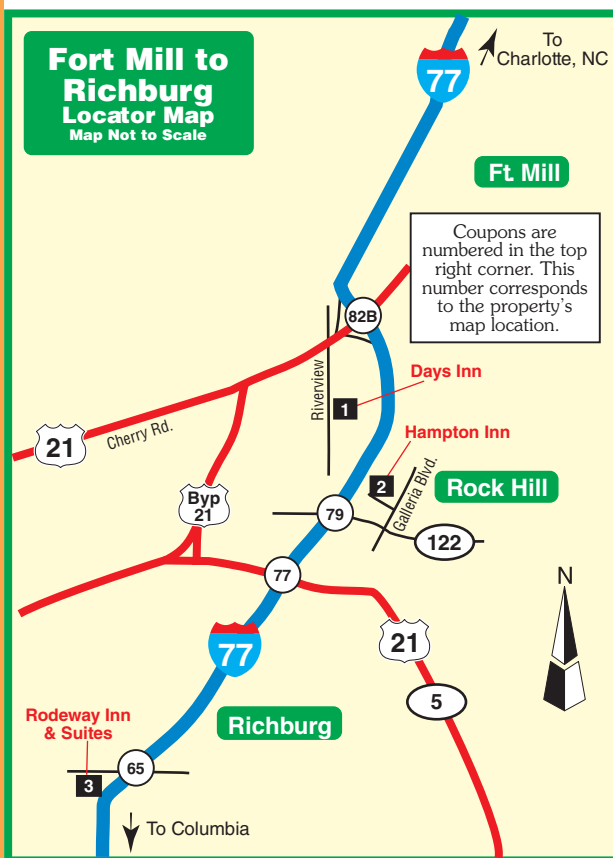 Fort Mill to
Richburg
Locator Map
Map Not to Scale
To
Charlotte, NC
77
Ft. Mill
Coupons are
numbered in the top
right corner. This
number corresponds
to the property's
map location.
82B
Riverview
Days Inn
1
21
Cherry Rd.
Hampton Inn
2
Galleria Blvd.
Rock Hill
Byp
21
79
122
77
N
21
77
5
Rodeway Inn
& Suites
Richburg
65
3
To Columbia